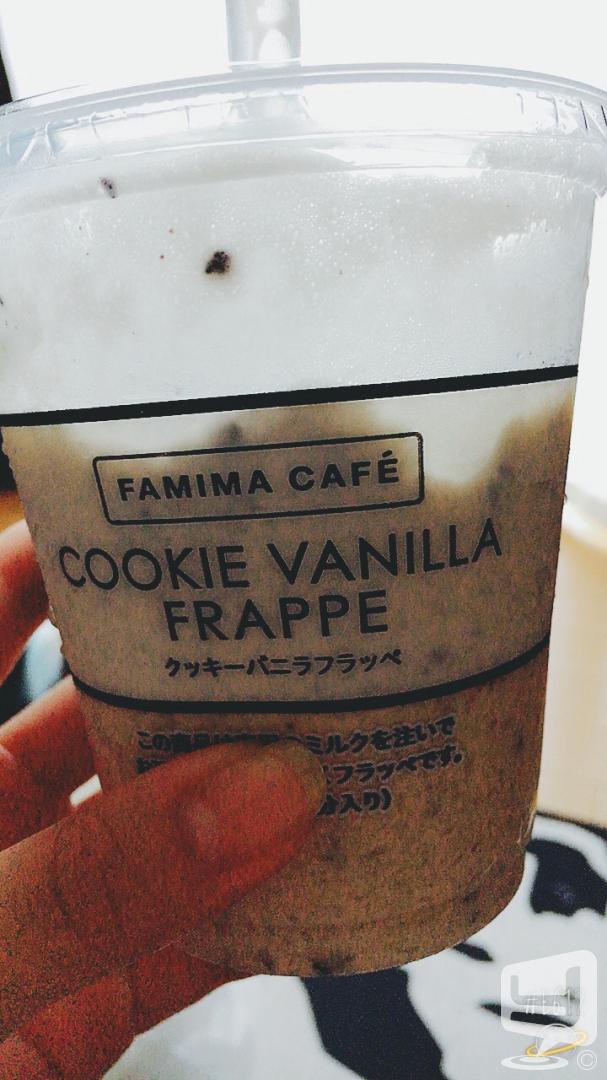 FAMIMA CAFÉ
COOKIE VANILLA
FRAPPE
クッキーバニラフラッペ
この商品は ミルクを注いで
フラッペです。
分入り)
©